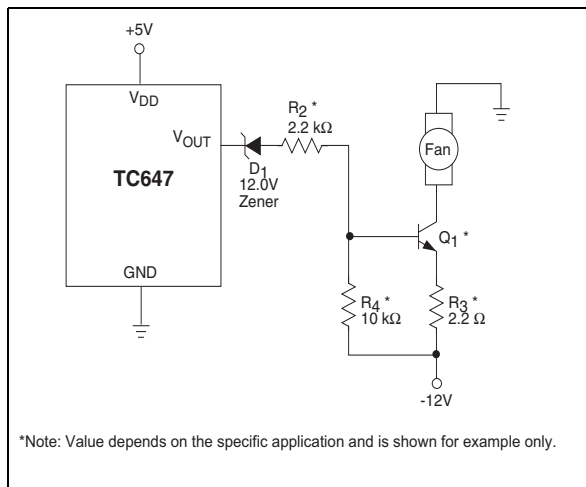 +5V
VDD
R2 *
2.2 kΩ
VOUT
Fan
TC647
D1
12.0V
Zener
Q1 *
GND
R4 *
10 kΩ
R3 *
2.2 Ω
-12V
*Note: Value depends on the specific application and is shown for example only.